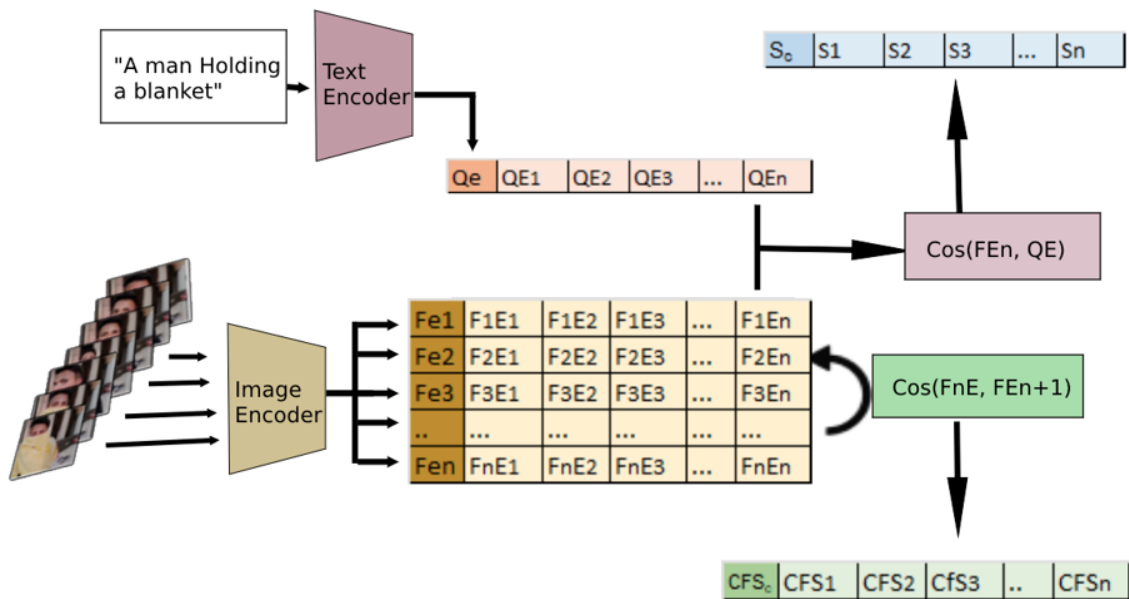 "A man Holding
a blanket"
Text
Encoder
S_c S1 S2 S3 ... Sn
Qe QE1 QE2 QE3 ... QEn
Cos(FEn, QE)
Image
Encoder
Fe1 F1E1 F1E2 F1E3 ... F1En
Fe2 F2E1 F2E2 F2E3 ... F2En
Fe3 F3E1 F3E2 F3E3 ... F3En
.. ... ... ... ... ...
Fen FnE1 FnE2 FnE3 ... FnEn
Cos(FnE, FEn+1)
CFS_c CFS1 CFS2 CfS3 .. CFSn